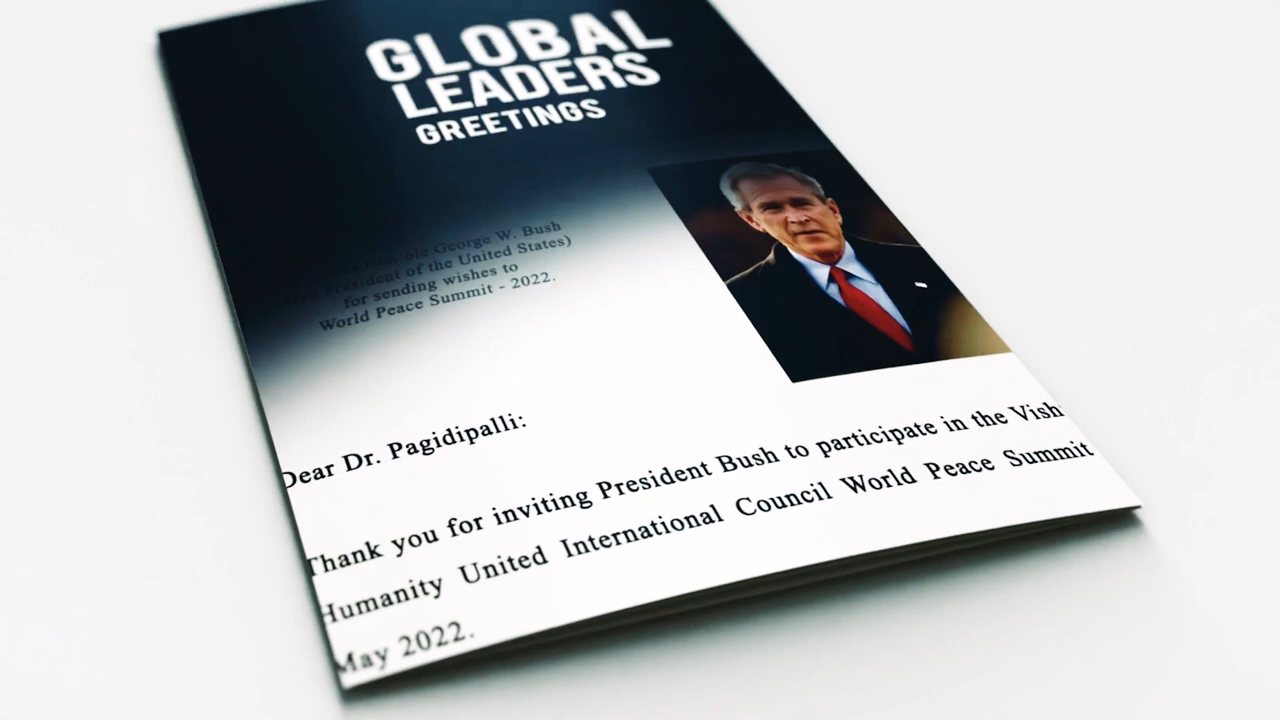 GLOBAL
LEADERS
GREETINGS
George W. Bush
President of the United States)
for sending wishes to
World Peace Summit - 2022.
Dear Dr. Pagidipalli:
Thank you for inviting President Bush to participate in the Vish
Humanity United International Council World Peace Summit
May 2022.